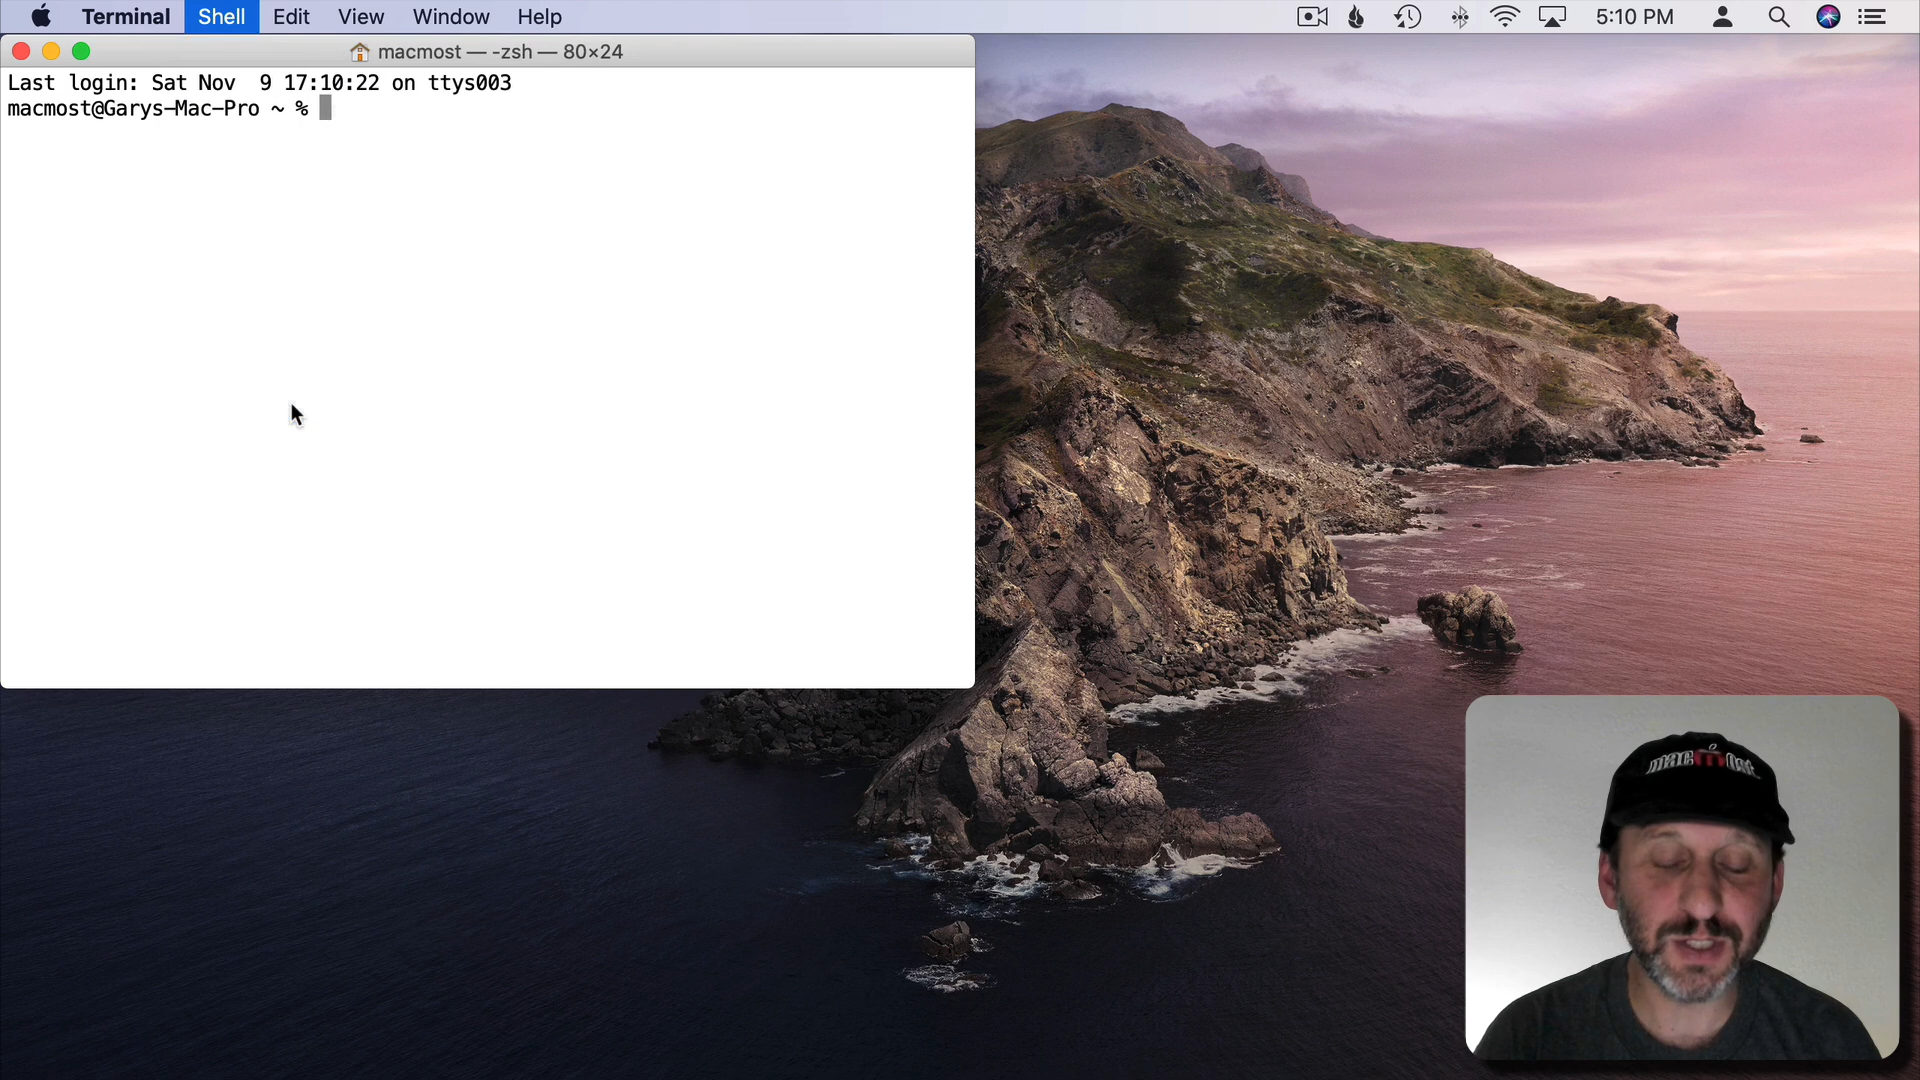 Terminal Shell Edit View Window Help 5:10 PM
macmost — -zsh — 80×24
Last login: Sat Nov  9 17:10:22 on ttys003
macmost@Garys-Mac-Pro ~ %
macmost